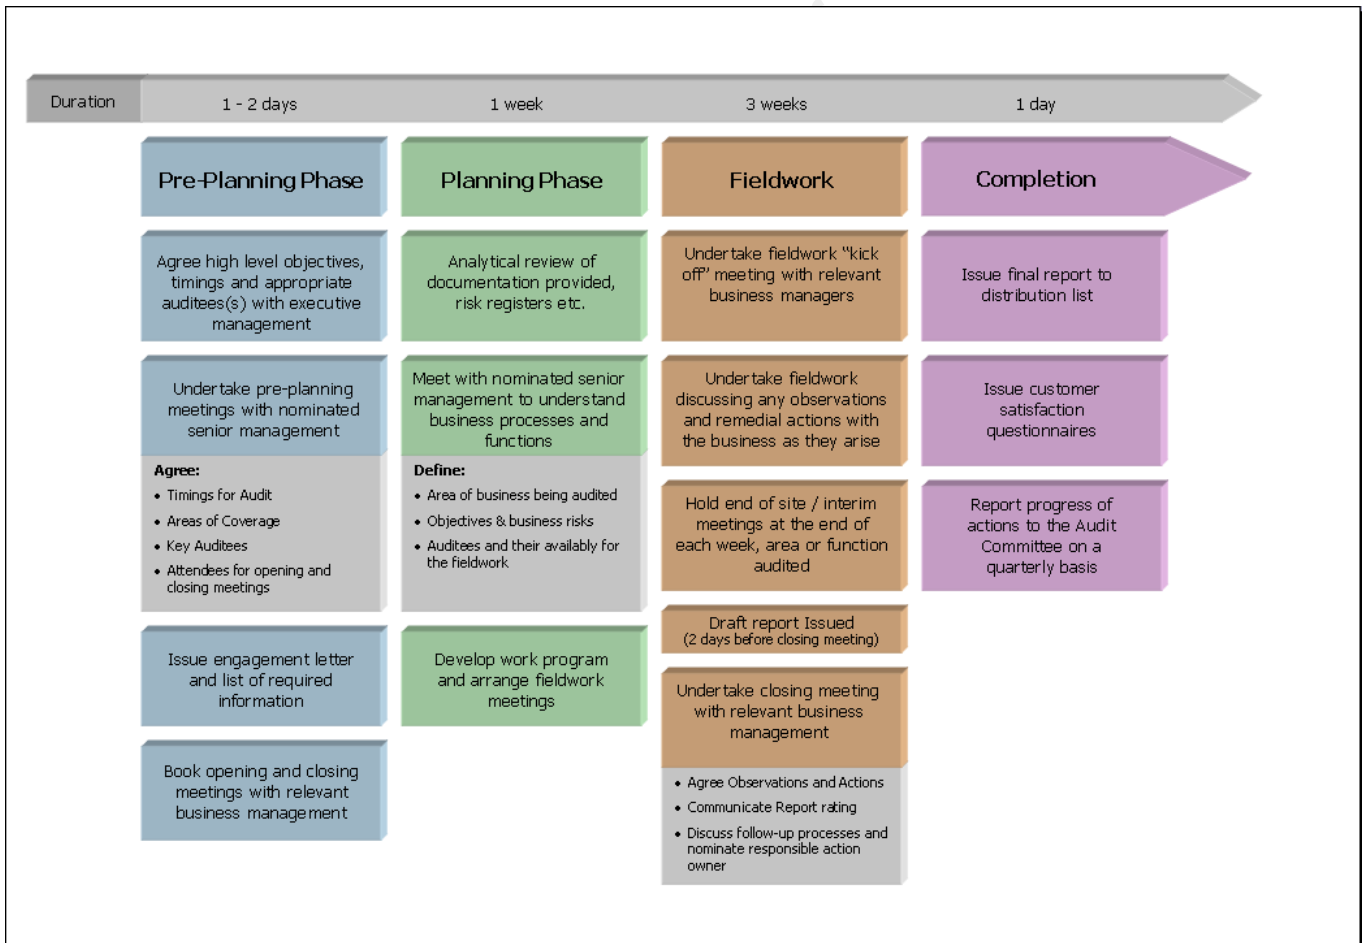 Duration
1 - 2 days
1 week
3 weeks
1 day
Pre-Planning Phase
Planning Phase
Fieldwork
Completion
Agree high level objectives,
timings and appropriate
auditees(s) with executive
management
Undertake pre-planning
meetings with nominated
senior management
Agree:
• Timings for Audit
• Areas of Coverage
• Key Auditees
• Attendees for opening and
closing meetings
Issue engagement letter
and list of required
information
Book opening and closing
meetings with relevant
business management
Analytical review of
documentation provided,
risk registers etc.
Meet with nominated senior
management to understand
business processes and
functions
Define:
• Area of business being audited
• Objectives & business risks
• Auditees and their availably for
the fieldwork
Develop work program
and arrange fieldwork
meetings
Undertake fieldwork “kick
off” meeting with relevant
business managers
Undertake fieldwork
discussing any observations
and remedial actions with
the business as they arise
Hold end of site / interim
meetings at the end of
each week, area or function
audited
Draft report Issued
(2 days before closing meeting)
Undertake closing meeting
with relevant business
management
• Agree Observations and Actions
• Communicate Report rating
• Discuss follow-up processes and
nominate responsible action
owner
Issue final report to
distribution list
Issue customer
satisfaction
questionnaires
Report progress of
actions to the Audit
Committee on a
quarterly basis